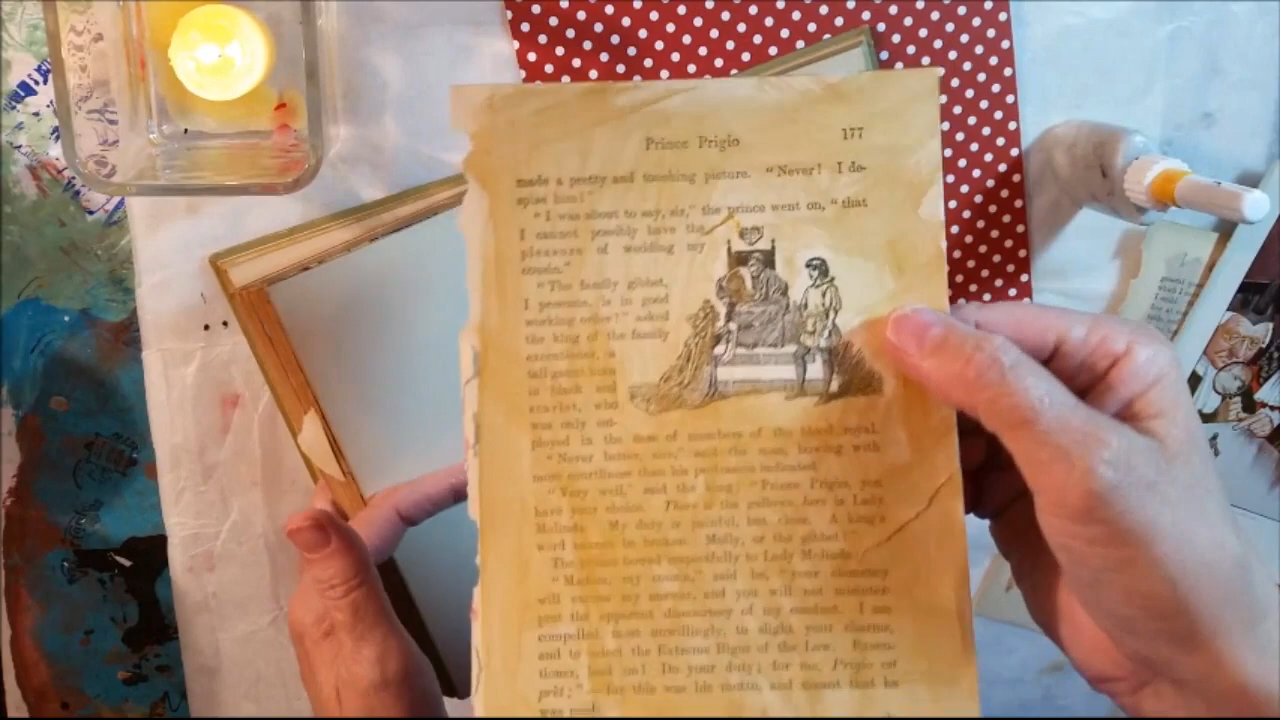 Prince Prigio 177
made a pretty and touching picture. "Never! I de-
spise him!"
"I was about to say, sir," the prince went on, "that
I cannot possibly have the
pleasure of wedding my
cousin."
"The family gibbet,
I presume, is in good
working order?" asked
the king of the family
executioner, a
tall gaunt man
in black and
scarlet, who
was only em-
ployed in the case of members of the blood royal.
"Never better, sire," said the man, bowing with
more courtliness than his profession indicated.
"Very well," said the king; "Prince Prigio, you
have your choice. There is the gallows, here is Lady
Molinda. My duty is painful, but clear. A king's
word cannot be broken. Molly, or the gibbet!"
The prince bowed respectfully to Lady Molinda:
"Madam, my cousin," said he, "your clemency
will excuse my answer, and you will not misinter-
pret the apparent discourtesy of my conduct. I am
compelled, most unwillingly, to slight your charms,
and to select the Extreme Rigor of the Law. Execu-
tioner, lead on! Do your duty; for me, Prigio est
prêt;"—for this was his motto, and meant that he
was